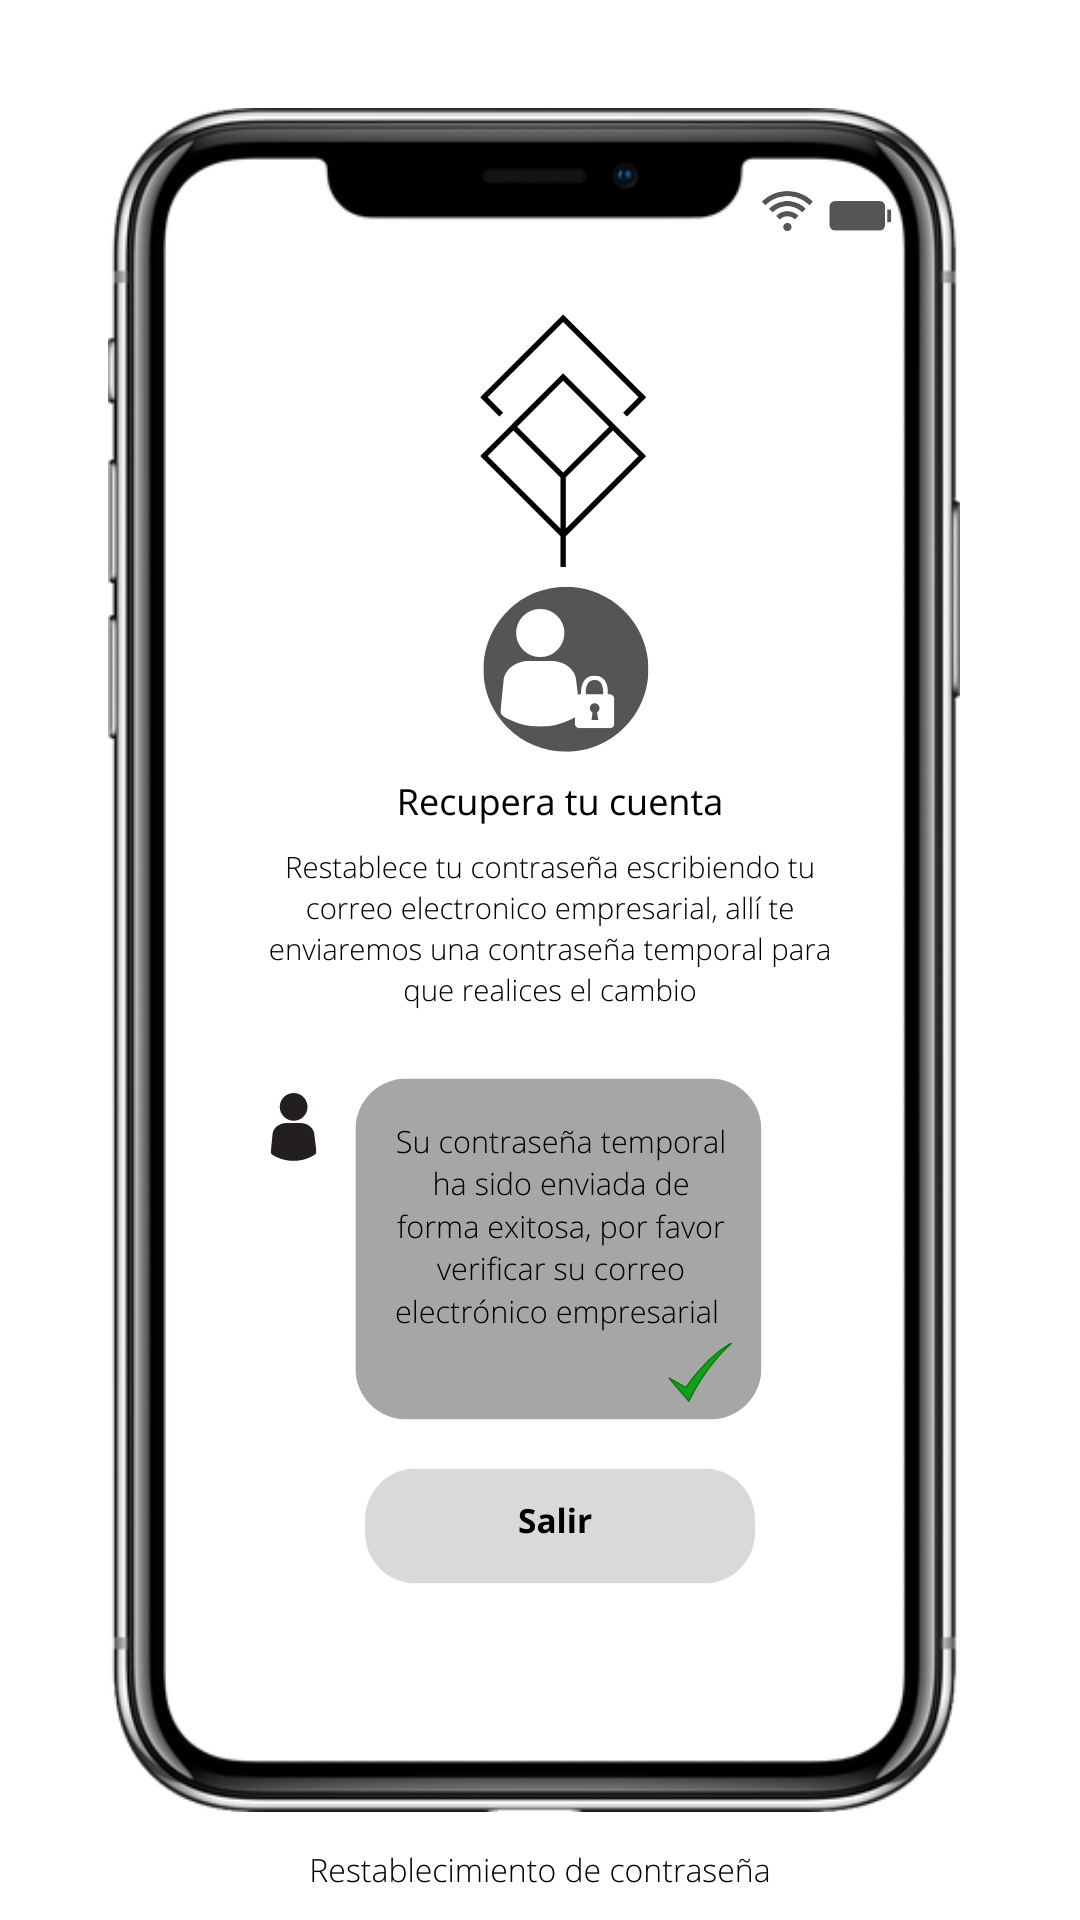 Recupera tu cuenta
Restablece tu contraseña escribiendo tu
correo electronico empresarial, allí te
enviaremos una contraseña temporal para
que realices el cambio
Su contraseña temporal
ha sido enviada de
forma exitosa, por favor
verificar su correo
electrónico empresarial
Salir
Restablecimiento de contraseña